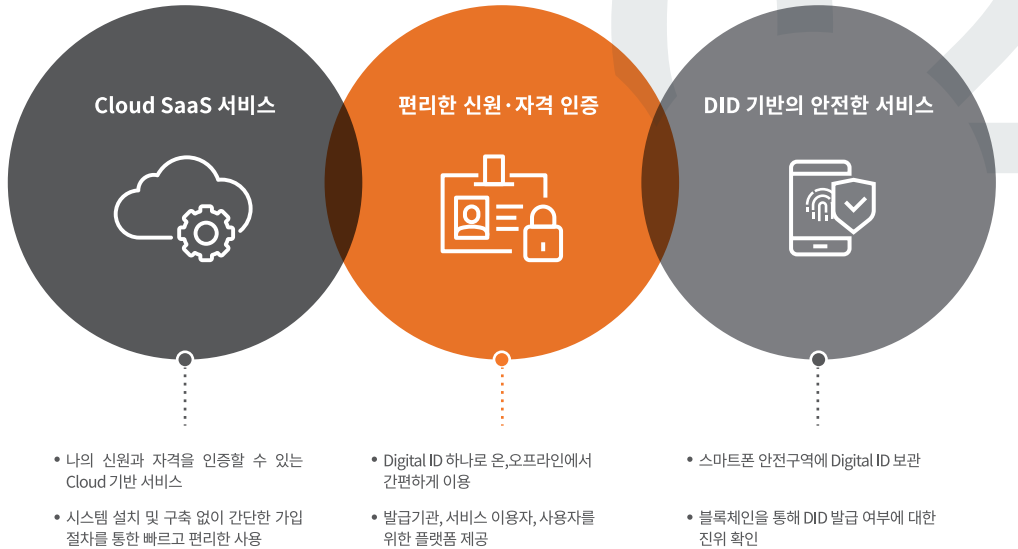 Cloud SaaS 서비스
편리한 신원·자격 인증
DID 기반의 안전한 서비스
• 나의 신원과 자격을 인증할 수 있는
Cloud 기반 서비스
• 시스템 설치 및 구축 없이 간단한 가입
절차를 통한 빠르고 편리한 사용
• Digital ID 하나로 온,오프라인에서
간편하게 이용
• 발급기관, 서비스 이용자, 사용자를
위한 플랫폼 제공
• 스마트폰 안전구역에 Digital ID 보관
• 블록체인을 통해 DID 발급 여부에 대한
진위 확인